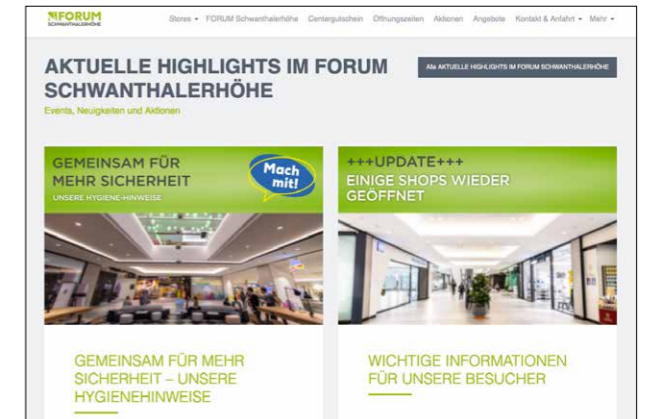 FORUM
SCHWANTHALERHÖHE
Stores FORUM Schwanthalerhöhe Centergutschein Öffnungszeiten Aktionen Angebote Kontakt & Anfahrt Mehr
AKTUELLE HIGHLIGHTS IM FORUM
SCHWANTHALERHÖHE
Alle AKTUELLE HIGHLIGHTS IM FORUM SCHWANTHALERHÖHE
Events, Neuigkeiten und Aktionen
GEMEINSAM FÜR
MEHR SICHERHEIT
UNSERE HYGIENE-HINWEISE
Mach
mit!
+++UPDATE+++
EINIGE SHOPS WIEDER
GEÖFFNET
GEMEINSAM FÜR MEHR
SICHERHEIT – UNSERE
HYGIENEHINWEISE
WICHTIGE INFORMATIONEN
FÜR UNSERE BESUCHER